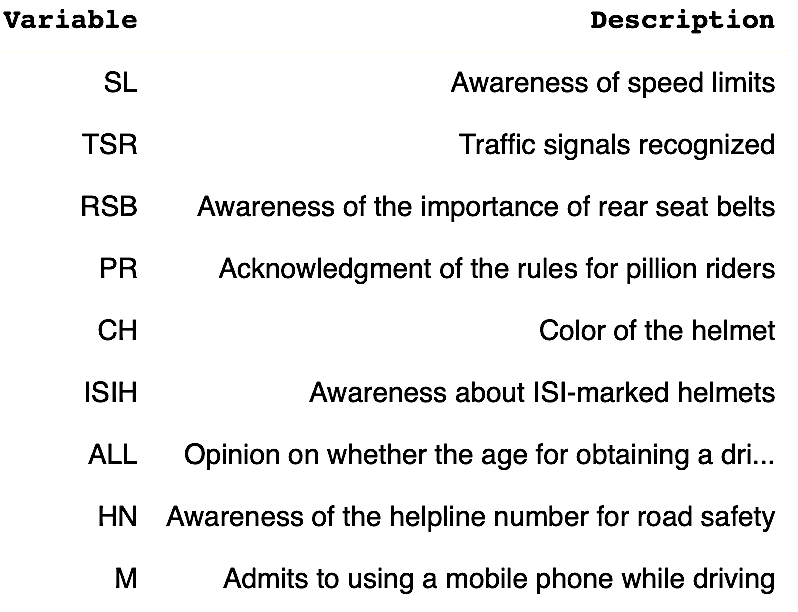 Variable Description
SL Awareness of speed limits
TSR Traffic signals recognized
RSB Awareness of the importance of rear seat belts
PR Acknowledgment of the rules for pillion riders
CH Color of the helmet
ISIH Awareness about ISI-marked helmets
ALL Opinion on whether the age for obtaining a dri...
HN Awareness of the helpline number for road safety
M Admits to using a mobile phone while driving